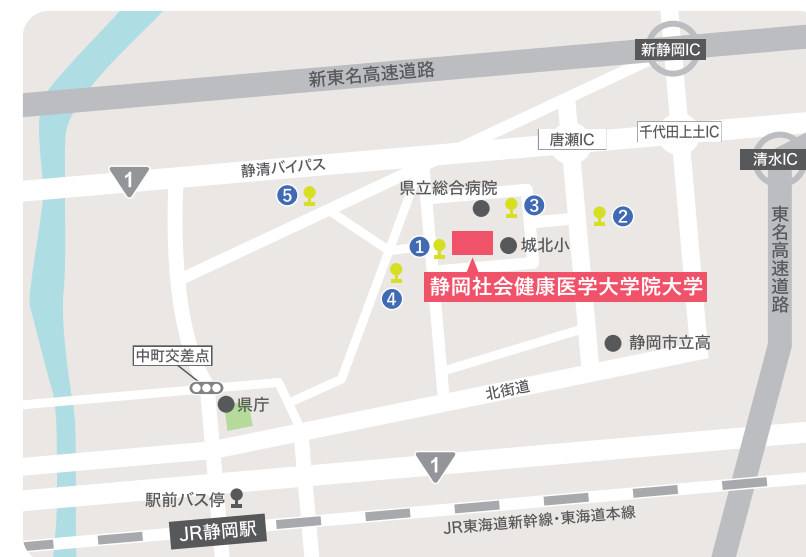 新静岡IC
新東名高速道路
千代田上土IC
唐瀬IC
清水IC
静清バイパス
1
県立総合病院
5
3
2
東名高速道路
1
城北小
静岡社会健康医学大学院大学
4
静岡市立高
中町交差点
北街道
県庁
1
駅前バス停
JR静岡駅
JR東海道新幹線・東海道本線